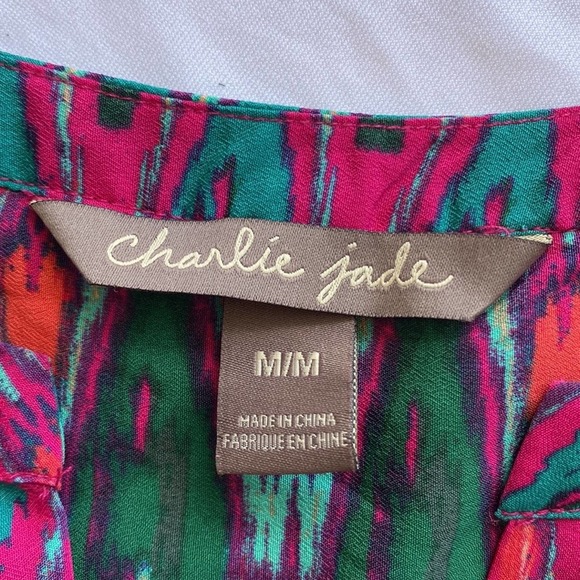 charlie jade
M/M
MADE IN CHINA
FABRIQUE EN CHINE